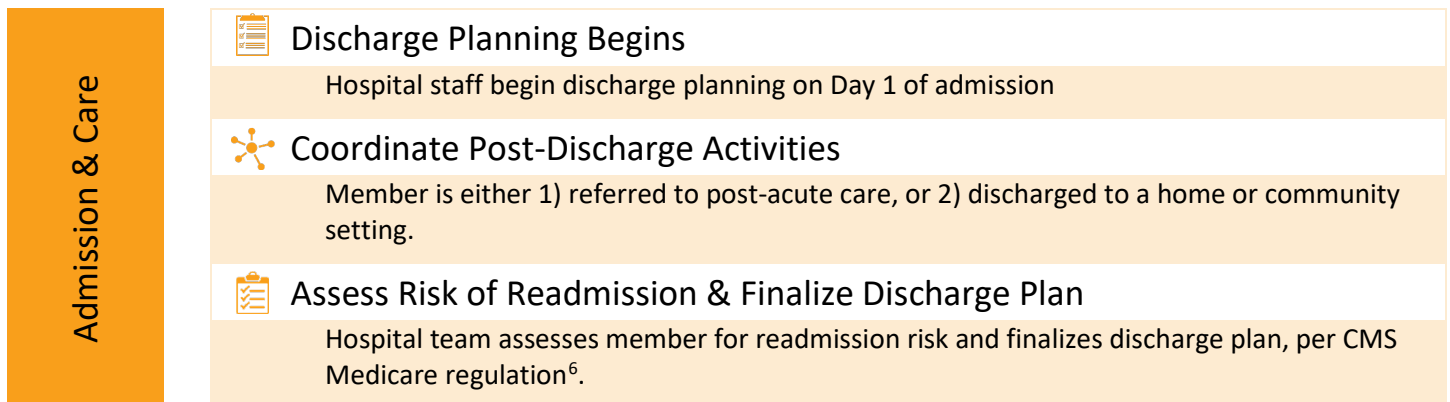 Admission & Care
Discharge Planning Begins
Hospital staff begin discharge planning on Day 1 of admission
Coordinate Post-Discharge Activities
Member is either 1) referred to post-acute care, or 2) discharged to a home or community
setting.
Assess Risk of Readmission & Finalize Discharge Plan
Hospital team assesses member for readmission risk and finalizes discharge plan, per CMS
Medicare regulation⁶.